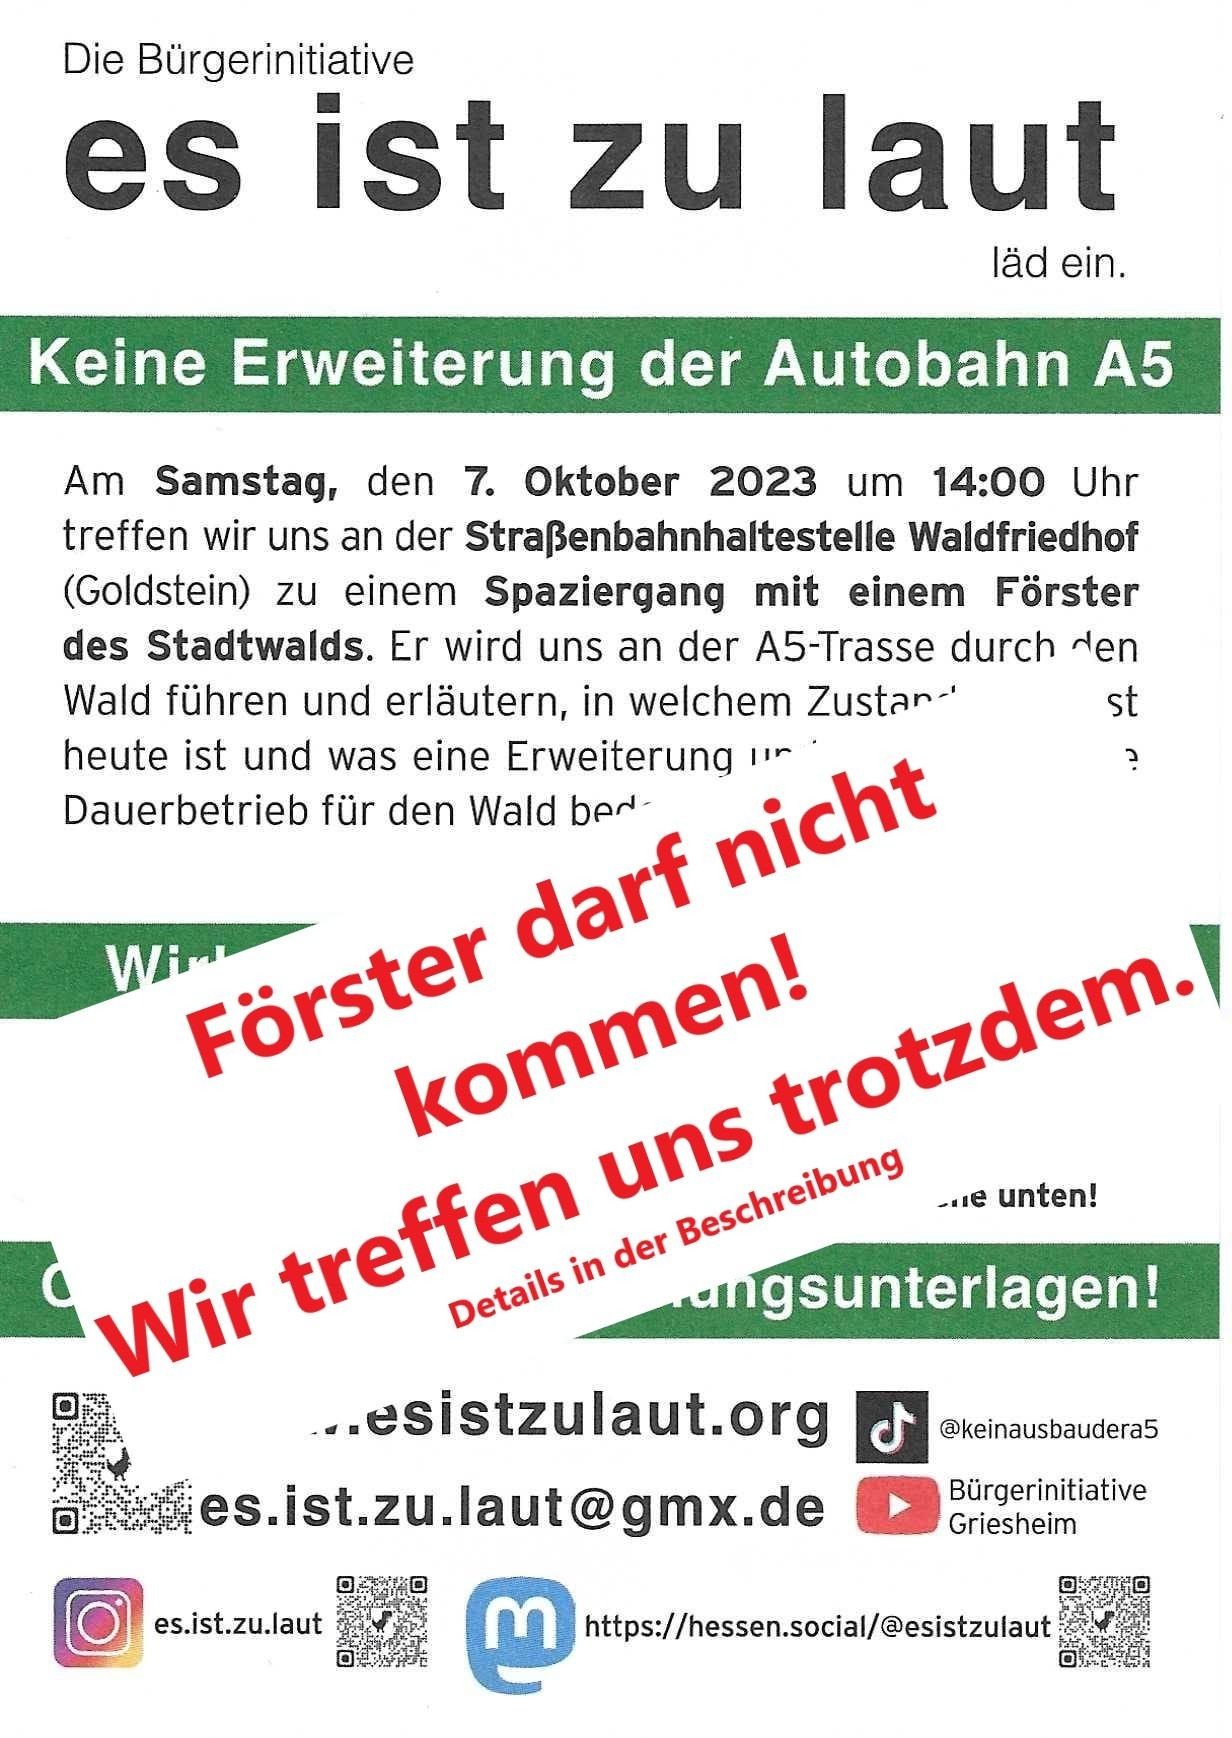 Die Bürgerinitiative
es ist zu laut
läd ein.
Keine Erweiterung der Autobahn A5
Am Samstag, den 7. Oktober 2023 um 14:00 Uhr
treffen wir uns an der Straßenbahnhaltestelle Waldfriedhof
(Goldstein) zu einem Spaziergang mit einem Förster
des Stadtwalds. Er wird uns an der A5-Trasse durch den
Wald führen und erläutern, in welchem Zustand
heute ist und was eine Erweiterung
Dauerbetrieb für den Wald
Förster darf nicht
kommen!
Wir treffen uns trotzdem.
Details in der Beschreibung
unten!
ungsunterlagen!
.esistzulaut.org
@keinausbaudera5
es.ist.zu.laut@gmx.de
Bürgerinitiative
Griesheim
es.ist.zu.laut
https://hessen.social/@esistzulaut